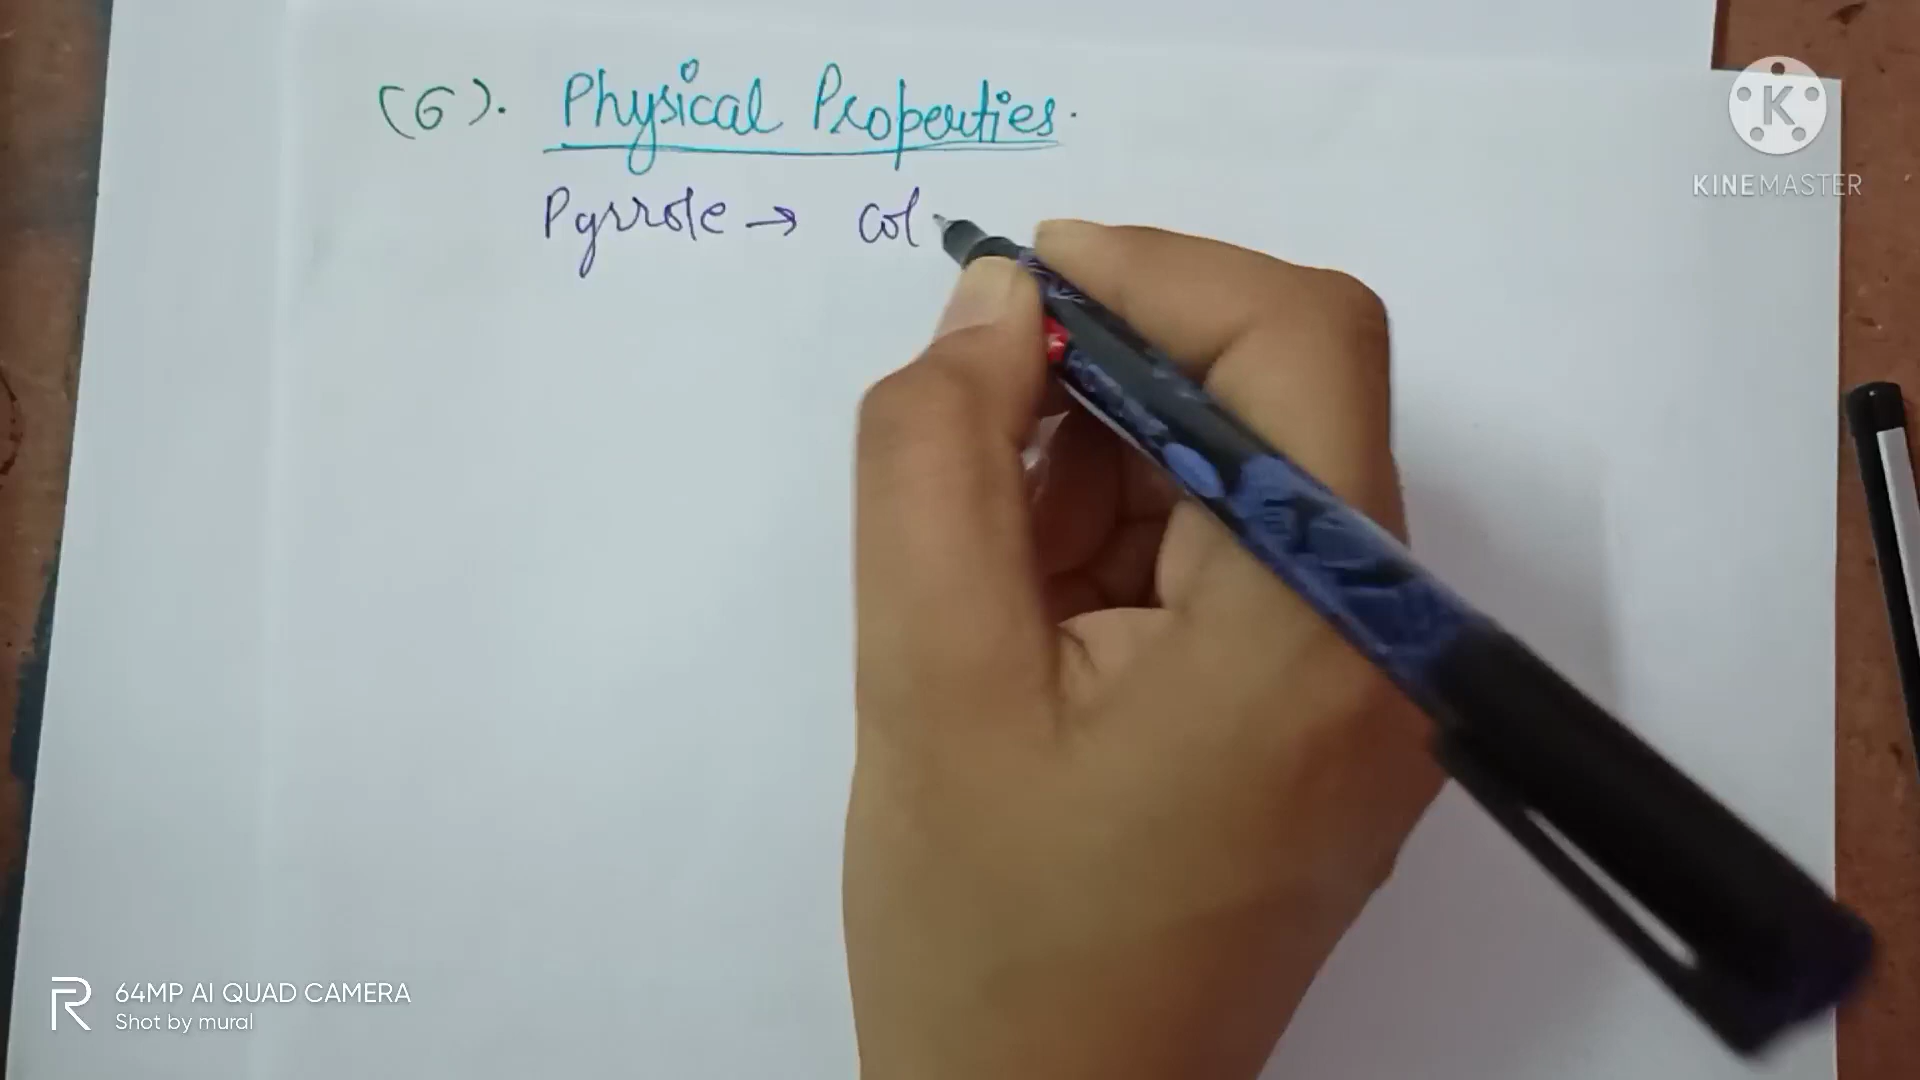 (6). Physical Properties.
Pyrrole → Col
KINEMASTER
64MP AI QUAD CAMERA
Shot by mural